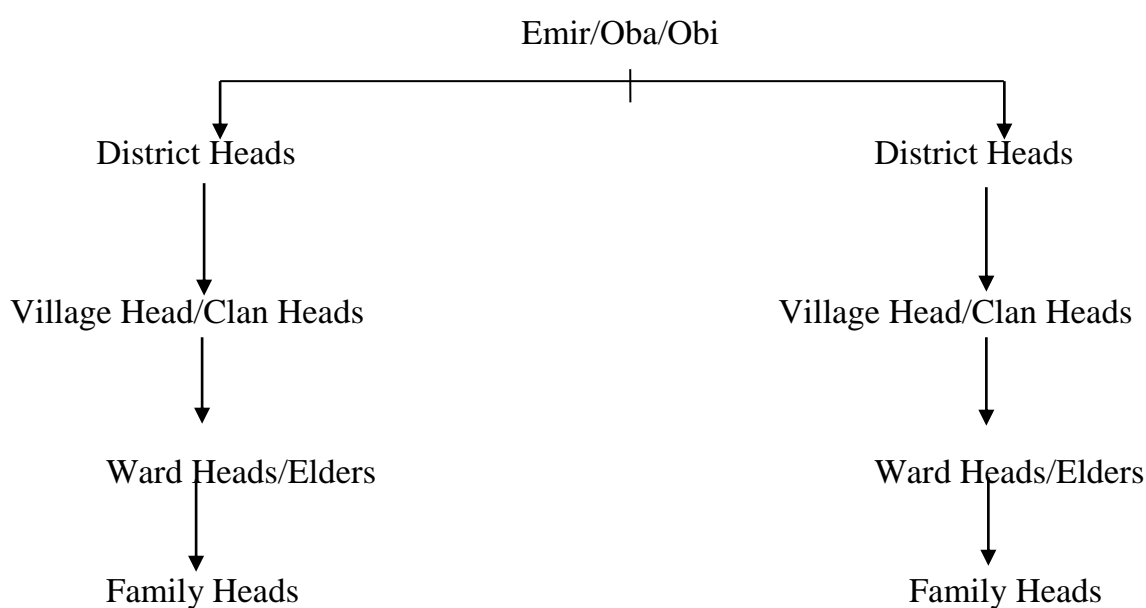 Emir/Oba/Obi
District Heads
District Heads
Village Head/Clan Heads
Village Head/Clan Heads
Ward Heads/Elders
Ward Heads/Elders
Family Heads
Family Heads